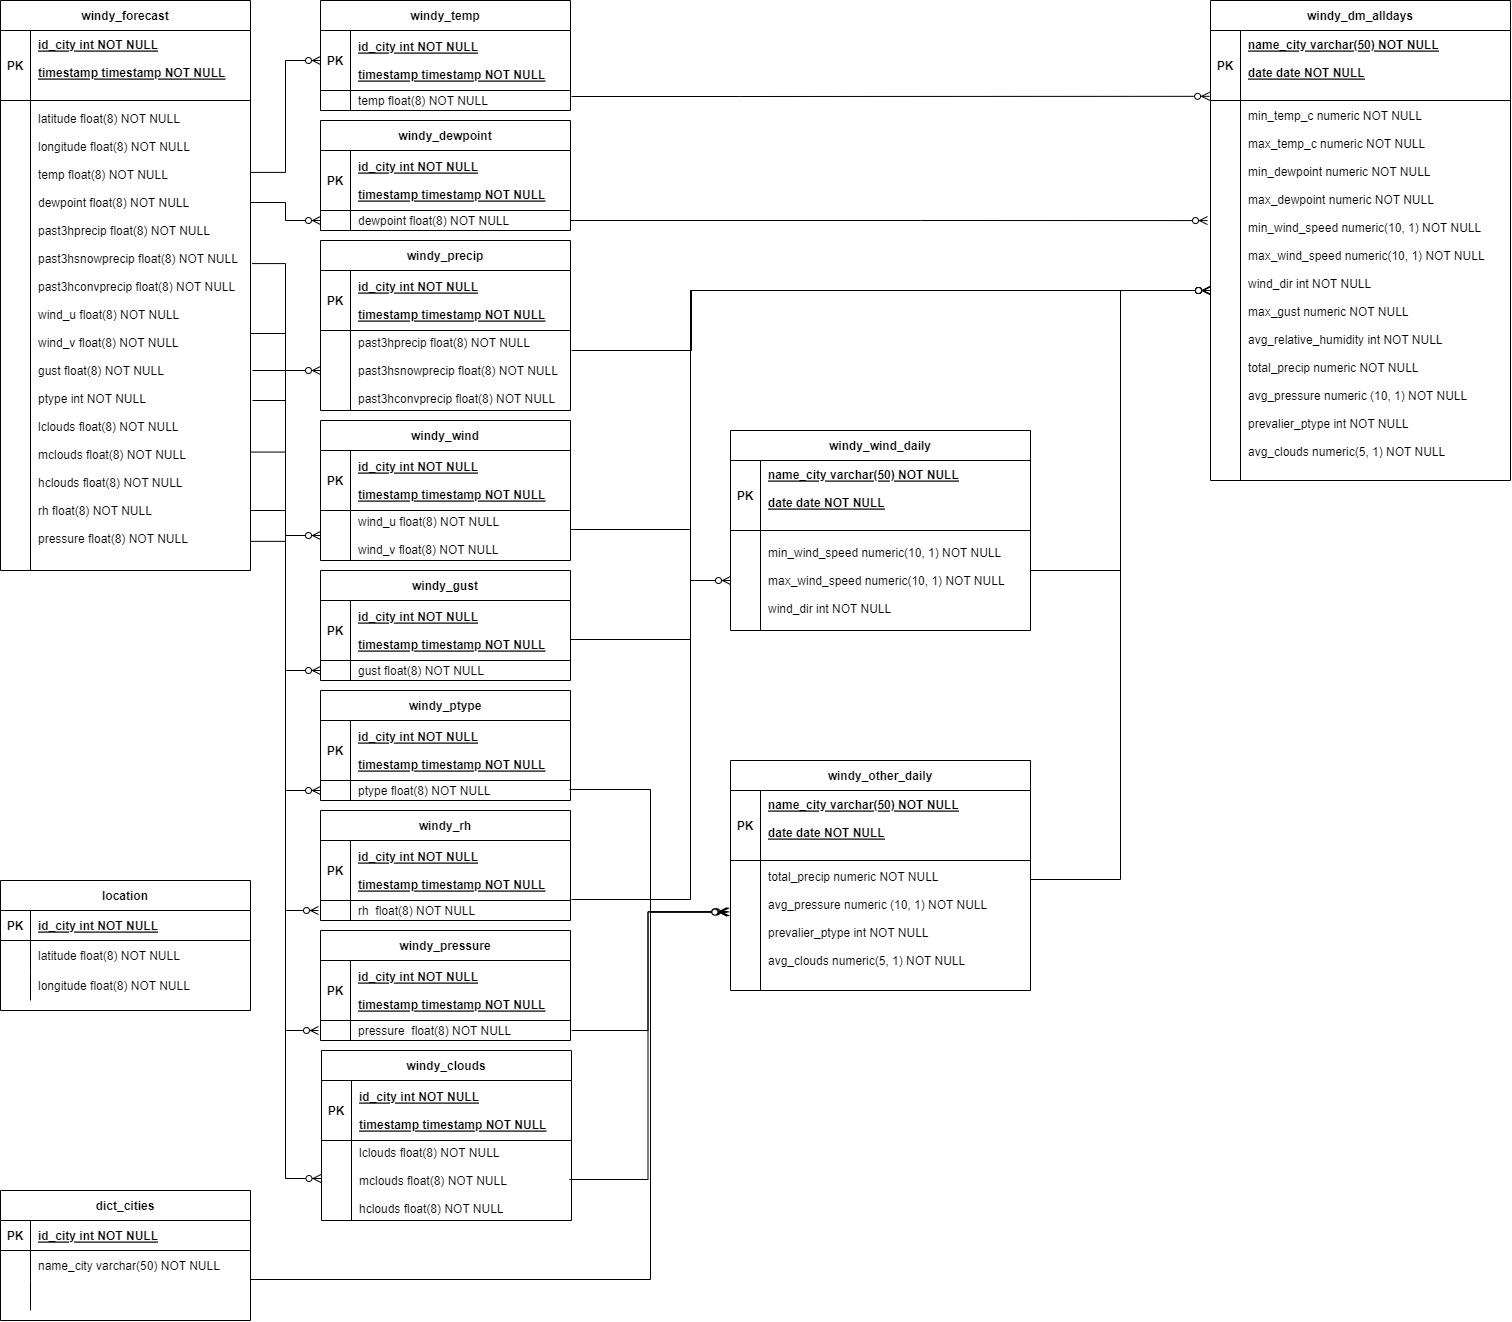 windy_forecast
PK
id_city int NOT NULL
timestamp timestamp NOT NULL
latitude float(8) NOT NULL
longitude float(8) NOT NULL
temp float(8) NOT NULL
dewpoint float(8) NOT NULL
past3hprecip float(8) NOT NULL
past3hsnowprecip float(8) NOT NULL
past3hconvprecip float(8) NOT NULL
wind_u float(8) NOT NULL
wind_v float(8) NOT NULL
gust float(8) NOT NULL
ptype int NOT NULL
lclouds float(8) NOT NULL
mclouds float(8) NOT NULL
hclouds float(8) NOT NULL
rh float(8) NOT NULL
pressure float(8) NOT NULL
location
PK
id_city int NOT NULL
latitude float(8) NOT NULL
longitude float(8) NOT NULL
dict_cities
PK
id_city int NOT NULL
name_city varchar(50) NOT NULL
windy_temp
PK
id_city int NOT NULL
timestamp timestamp NOT NULL
temp float(8) NOT NULL
windy_dewpoint
PK
id_city int NOT NULL
timestamp timestamp NOT NULL
dewpoint float(8) NOT NULL
windy_precip
PK
id_city int NOT NULL
timestamp timestamp NOT NULL
past3hprecip float(8) NOT NULL
past3hsnowprecip float(8) NOT NULL
past3hconvprecip float(8) NOT NULL
windy_wind
PK
id_city int NOT NULL
timestamp timestamp NOT NULL
wind_u float(8) NOT NULL
wind_v float(8) NOT NULL
windy_gust
PK
id_city int NOT NULL
timestamp timestamp NOT NULL
gust float(8) NOT NULL
windy_ptype
PK
id_city int NOT NULL
timestamp timestamp NOT NULL
ptype float(8) NOT NULL
windy_rh
PK
id_city int NOT NULL
timestamp timestamp NOT NULL
rh  float(8) NOT NULL
windy_pressure
PK
id_city int NOT NULL
timestamp timestamp NOT NULL
pressure  float(8) NOT NULL
windy_clouds
PK
id_city int NOT NULL
timestamp timestamp NOT NULL
lclouds float(8) NOT NULL
mclouds float(8) NOT NULL
hclouds float(8) NOT NULL
windy_wind_daily
PK
name_city varchar(50) NOT NULL
date date NOT NULL
min_wind_speed numeric(10, 1) NOT NULL
max_wind_speed numeric(10, 1) NOT NULL
wind_dir int NOT NULL
windy_other_daily
PK
name_city varchar(50) NOT NULL
date date NOT NULL
total_precip numeric NOT NULL
avg_pressure numeric (10, 1) NOT NULL
prevalier_ptype int NOT NULL
avg_clouds numeric(5, 1) NOT NULL
windy_dm_alldays
PK
name_city varchar(50) NOT NULL
date date NOT NULL
min_temp_c numeric NOT NULL
max_temp_c numeric NOT NULL
min_dewpoint numeric NOT NULL
max_dewpoint numeric NOT NULL
min_wind_speed numeric(10, 1) NOT NULL
max_wind_speed numeric(10, 1) NOT NULL
wind_dir int NOT NULL
max_gust numeric NOT NULL
avg_relative_humidity int NOT NULL
total_precip numeric NOT NULL
avg_pressure numeric (10, 1) NOT NULL
prevalier_ptype int NOT NULL
avg_clouds numeric(5, 1) NOT NULL